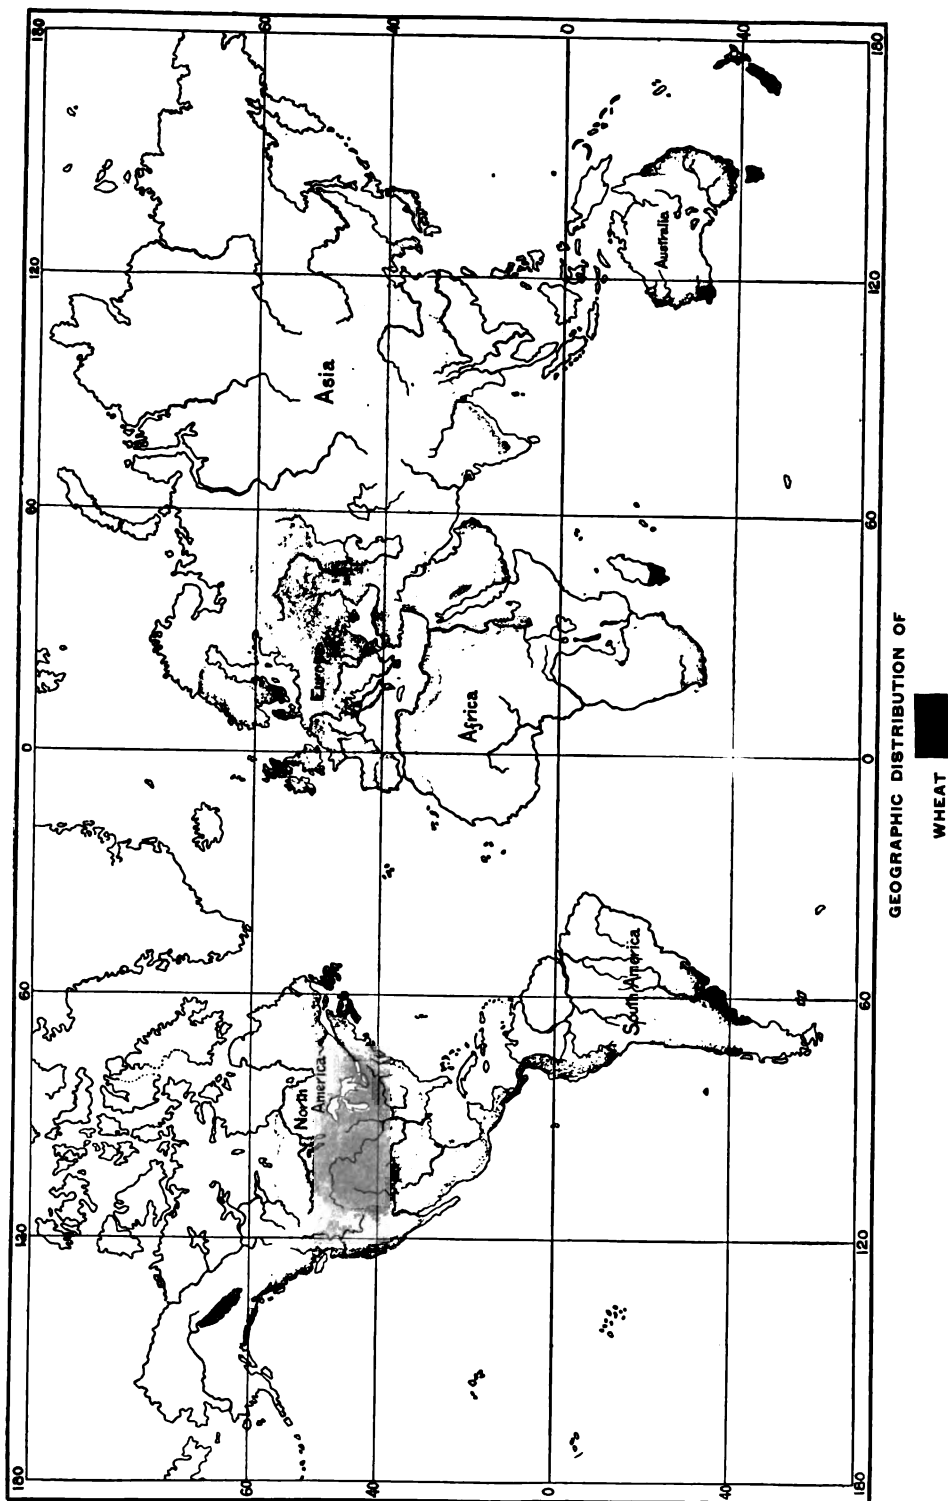 180 120 60 0 60 120 180
60 60
North
America
Europe
Asia
40 40
Africa
0 0
South America
Australia
40 40
180 120 60 0 60 120 180
GEOGRAPHIC DISTRIBUTION OF
WHEAT